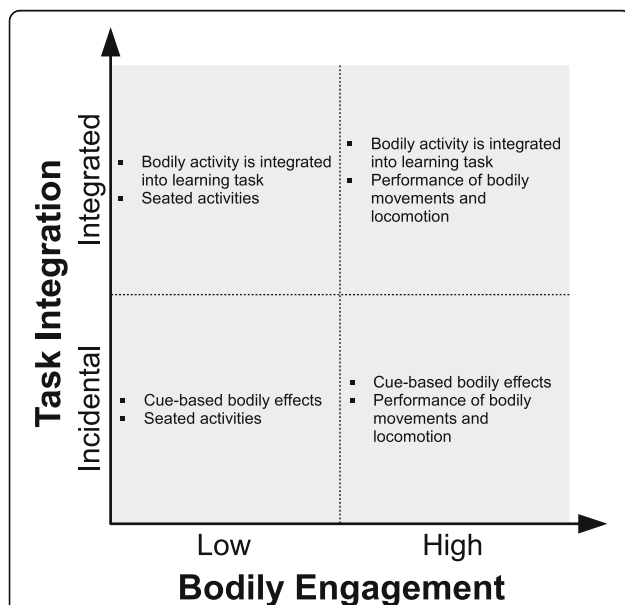 Task Integration
Integrated
Incidental
▪ Bodily activity is integrated
into learning task
▪ Seated activities
▪ Bodily activity is integrated
into learning task
▪ Performance of bodily
movements and
locomotion
▪ Cue-based bodily effects
▪ Seated activities
▪ Cue-based bodily effects
▪ Performance of bodily
movements and
locomotion
Low
High
Bodily Engagement